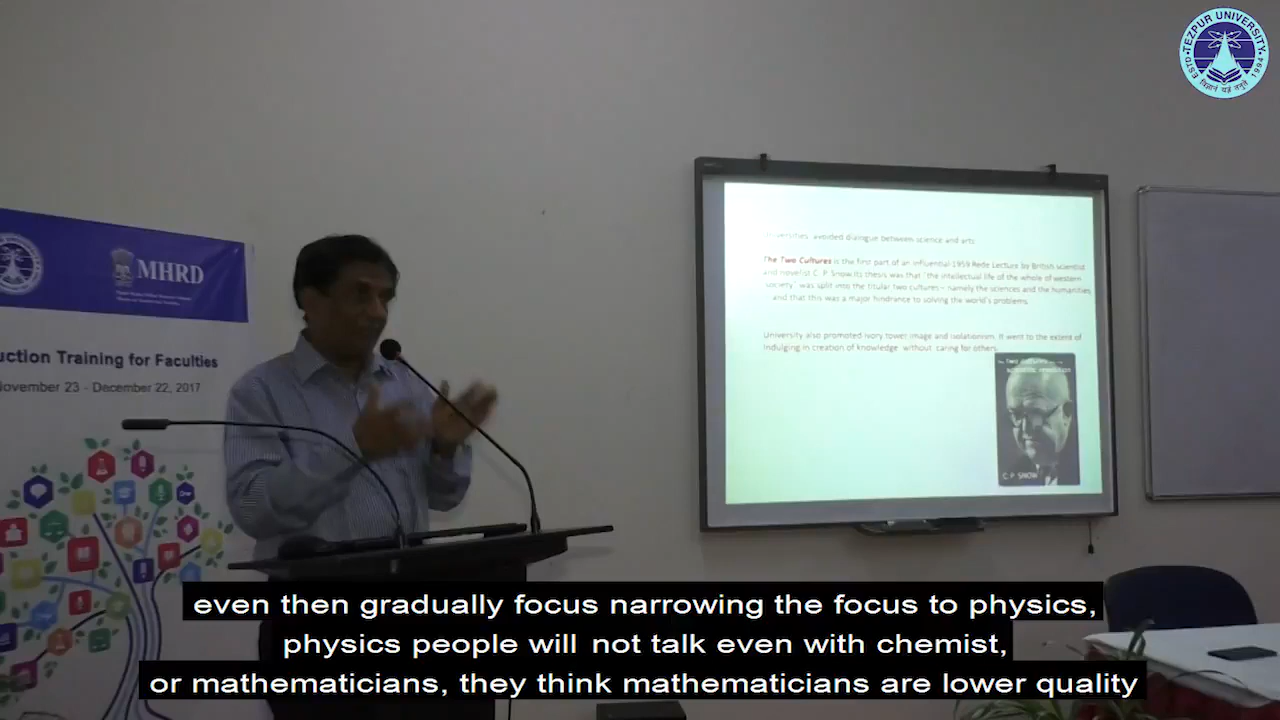 TEZPUR UNIVERSITY
ESTD. 1994
विज्ञानं यज्ञं तनुते
MHRD
uction Training for Faculties
November 23 - December 22, 2017
avoided dialogue between science and arts
The Two Cultures is the first part of an influential 1959 Rede Lecture by British scientist
and novelist C. P. Snow Its thesis was that "the intellectual life of the whole of western
society" was split into the titular two cultures – namely the sciences and the humanities
and that this was a major hindrance to solving the world's problems.
University also promoted ivory tower image and isolationism. It went to the extent of
indulging in creation of knowledge without caring for others.
C P SNOW
even then gradually focus narrowing the focus to physics,
physics people will not talk even with chemist,
or mathematicians, they think mathematicians are lower quality